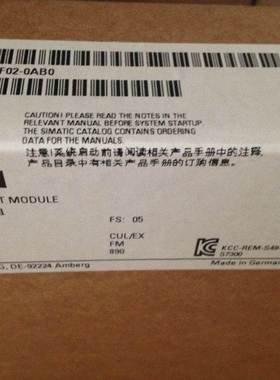 F02-0AB0
CAUTION! PLEASE READ THE NOTES IN THE
RELEVANT MANUAL BEFORE SYSTEM STARTUP.
THE SIMATIC CATALOG CONTAINS ORDERING
DATA FOR THE MANUALS.
注意!系统启动前请阅读相关产品手册中的注释,
产品目录中有相关产品手册的订购信息。
T MODULE
FS: 05
CUL/EX
FM
890
KCC-REM-S49
S7300
G, DE-92224 Amberg
Made in German